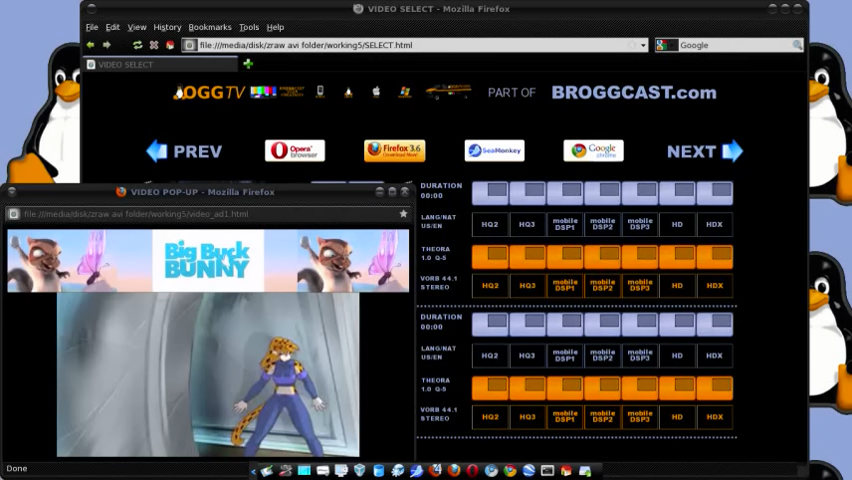 VIDEO SELECT - Mozilla Firefox
File Edit View History Bookmarks Tools Help
file:///media/disk/zraw avi folder/working5/SELECT.html
Google
VIDEO SELECT
OGGTV
PART OF BROGGCAST.com
PREV
Opera browser
Firefox 3.6
Download Now!
SeaMonkey
Google chrome
NEXT
VIDEO POP-UP - Mozilla Firefox
file:///media/disk/zraw avi folder/working5/video_ad1.html
Big Buck
BUNNY
DURATION
00:00
LANG/NAT
US/EN
HQ2 HQ3 mobile DSP1 mobile DSP2 mobile DSP3 HD HDX
THEORA
1.0 Q-5
VORB 44.1
STEREO
HQ2 HQ3 mobile DSP1 mobile DSP2 mobile DSP3 HD HDX
DURATION
00:00
LANG/NAT
US/EN
HQ2 HQ3 mobile DSP1 mobile DSP2 mobile DSP3 HD HDX
THEORA
1.0 Q-5
VORB 44.1
STEREO
HQ2 HQ3 mobile DSP1 mobile DSP2 mobile DSP3 HD HDX
Done